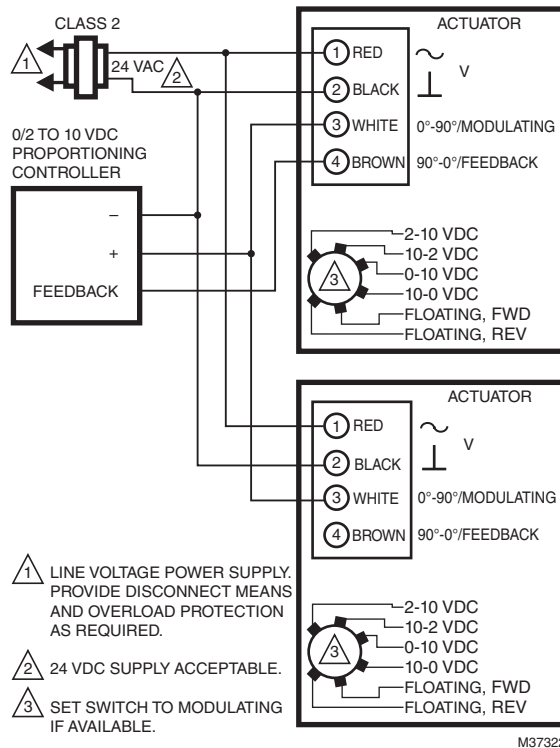 CLASS 2
1
24 VAC
2
0/2 TO 10 VDC
PROPORTIONING
CONTROLLER
–
+
FEEDBACK
ACTUATOR
1 RED
V
2 BLACK
3 WHITE 0°-90°/MODULATING
4 BROWN 90°-0°/FEEDBACK
3
2-10 VDC
10-2 VDC
0-10 VDC
10-0 VDC
FLOATING, FWD
FLOATING, REV
ACTUATOR
1 RED
V
2 BLACK
3 WHITE 0°-90°/MODULATING
4 BROWN 90°-0°/FEEDBACK
3
2-10 VDC
10-2 VDC
0-10 VDC
10-0 VDC
FLOATING, FWD
FLOATING, REV
1 LINE VOLTAGE POWER SUPPLY.
PROVIDE DISCONNECT MEANS
AND OVERLOAD PROTECTION
AS REQUIRED.
2 24 VDC SUPPLY ACCEPTABLE.
3 SET SWITCH TO MODULATING
IF AVAILABLE.